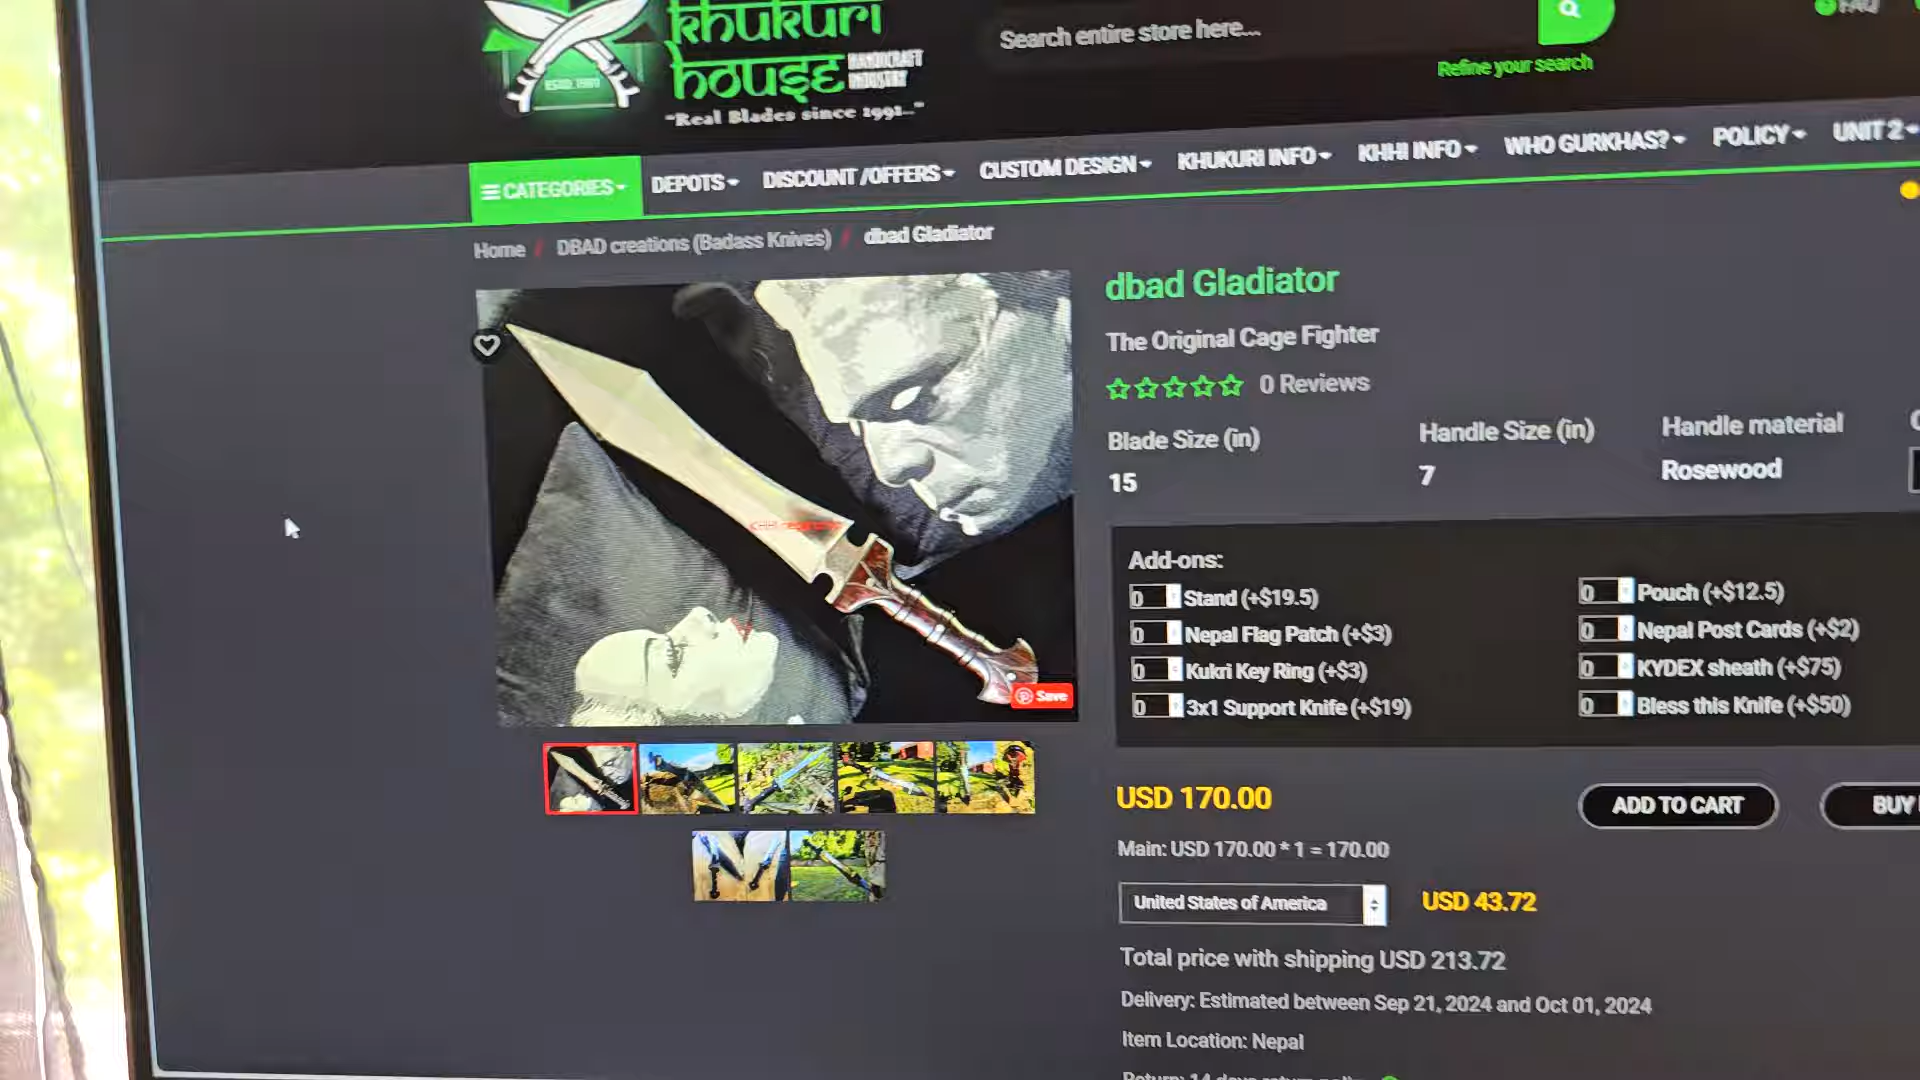 khukuri
house HANDICRAFT INDUSTRY
"Real Blades since 1991..."
Search entire store here...
FAQ
Refine your search
CATEGORIES
DEPOTS
DISCOUNT /OFFERS
CUSTOM DESIGN
KHUKURI INFO
KHHI INFO
WHO GURKHAS?
POLICY
UNIT 2
Home / DBAD creations (Badass Knives) / dbad Gladiator
dbad Gladiator
The Original Cage Fighter
0 Reviews
Blade Size (in)
15
Handle Size (in)
7
Handle material
Rosewood
Save
Add-ons:
0 Stand (+$19.5)
0 Pouch (+$12.5)
0 Nepal Flag Patch (+$3)
0 Nepal Post Cards (+$2)
0 Kukri Key Ring (+$3)
0 KYDEX sheath (+$75)
0 3x1 Support Knife (+$19)
0 Bless this Knife (+$50)
USD 170.00
ADD TO CART
BUY
Main: USD 170.00 * 1 = 170.00
United States of America
USD 43.72
Total price with shipping USD 213.72
Delivery: Estimated between Sep 21, 2024 and Oct 01, 2024
Item Location: Nepal